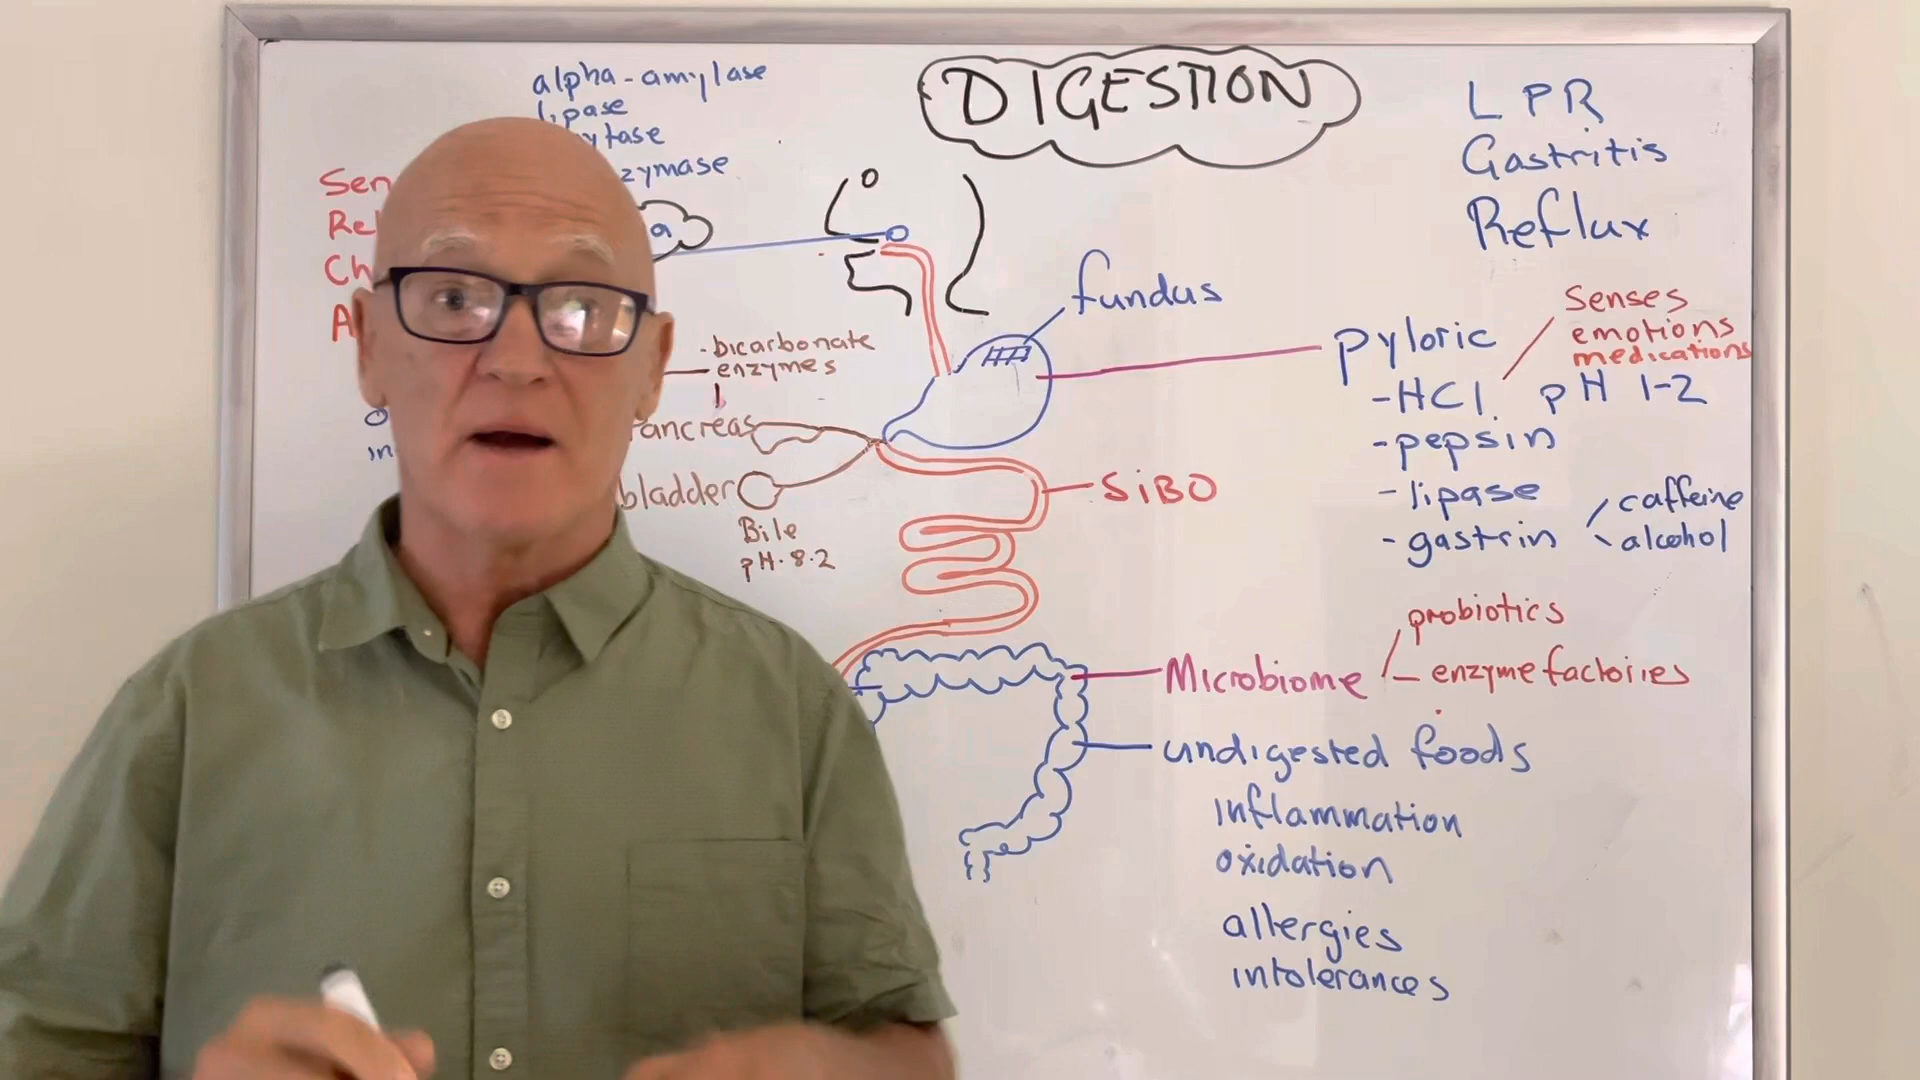 DIGESTION
alpha-amylase
lipase
zymase
bicarbonate
enzymes
bladder
Bile
pH 8.2
fundus
SiBO
LPR
Gastritis
Reflux
Senses
emotions
medications
pyloric
-HCl pH 1-2
-pepsin
-lipase
-gastrin
caffeine
alcohol
Microbiome
probiotics
enzyme factories
undigested foods
inflammation
oxidation
allergies
intolerances